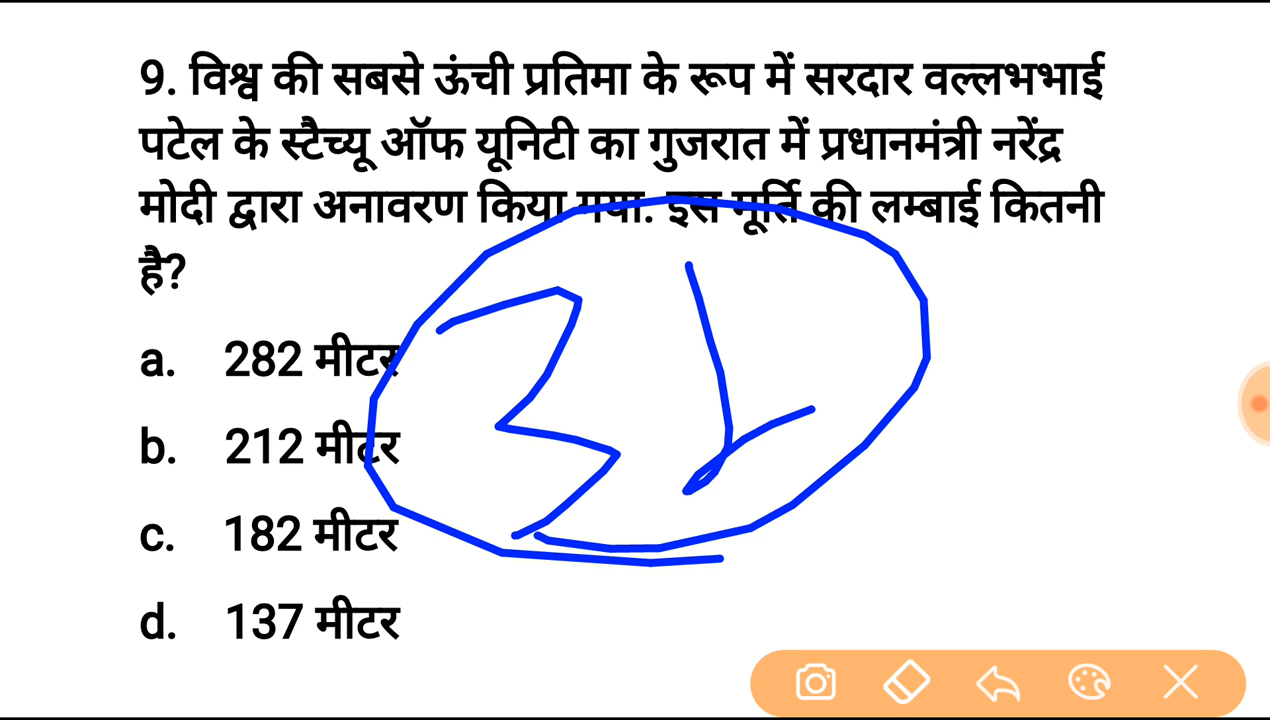 9. विश्व की सबसे ऊंची प्रतिमा के रूप में सरदार वल्लभभाई
पटेल के स्टैच्यू ऑफ यूनिटी का गुजरात में प्रधानमंत्री नरेंद्र
मोदी द्वारा अनावरण किया गया. इस मूर्ति की लम्बाई कितनी
है?
a. 282 मीटर
b. 212 मीटर
c. 182 मीटर
d. 137 मीटर